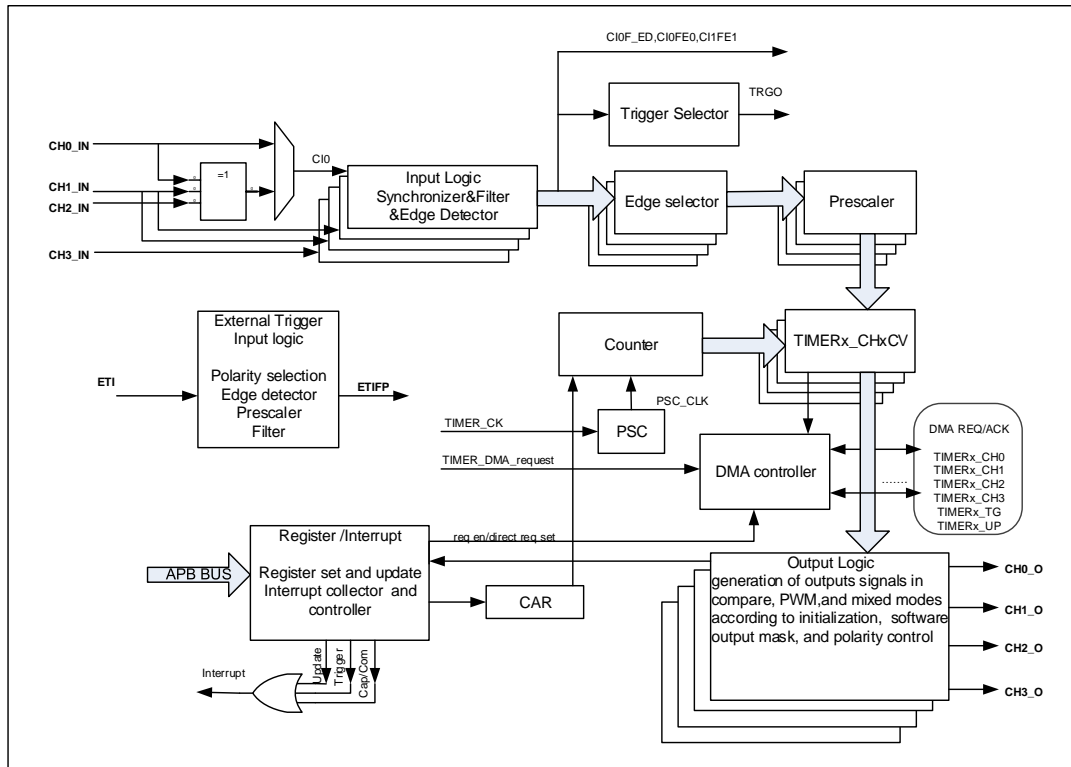 CI0F_ED,CI0FE0,CI1FE1
TRGO
Trigger Selector
CH0_IN
CH1_IN
CH2_IN
CH3_IN
=1
CI0
Input Logic
Synchronizer&Filter
&Edge Detector
Edge selector
Prescaler
External Trigger
Input logic
Polarity selection
Edge detector
Prescaler
Filter
ETI
ETIFP
Counter
TIMERx_CHxCV
PSC_CLK
TIMER_CK
PSC
TIMER_DMA_request
DMA controller
DMA REQ/ACK
TIMERx_CH0
TIMERx_CH1
TIMERx_CH2
TIMERx_CH3
TIMERx_TG
TIMERx_UP
........
APB BUS
Register /Interrupt
Register set and update
Interrupt collector and
controller
req en/direct req set
CAR
Output Logic
generation of outputs signals in
compare, PWM,and mixed modes
according to initialization, software
output mask, and polarity control
CH0_O
CH1_O
CH2_O
CH3_O
Interrupt
Update
Trigger
Cap/Com